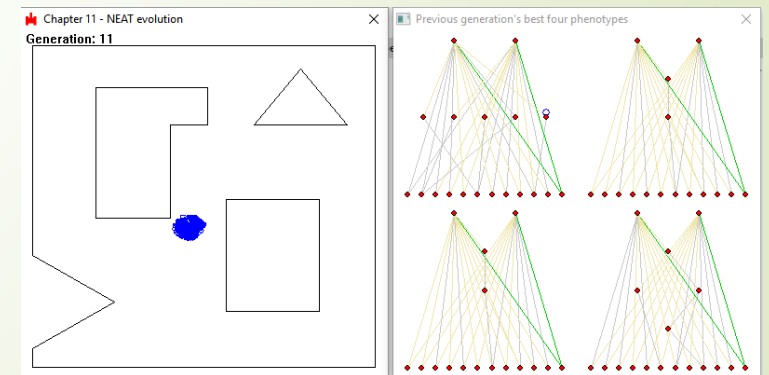 Chapter 11 - NEAT evolution
Generation: 11
Previous generation's best four phenotypes